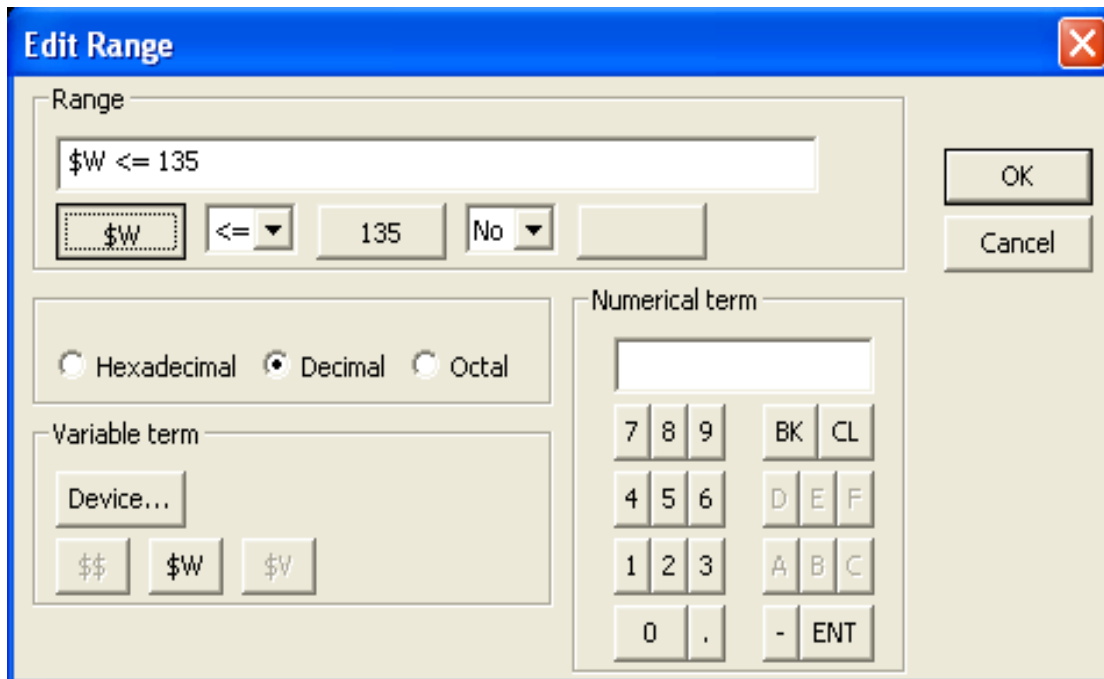 Edit Range
Range
$W <= 135
$W <= 135 No
OK
Cancel
Hexadecimal Decimal Octal
Variable term
Device...
$$ $W $V
Numerical term
7 8 9 BK CL
4 5 6 D E F
1 2 3 A B C
0 . - ENT